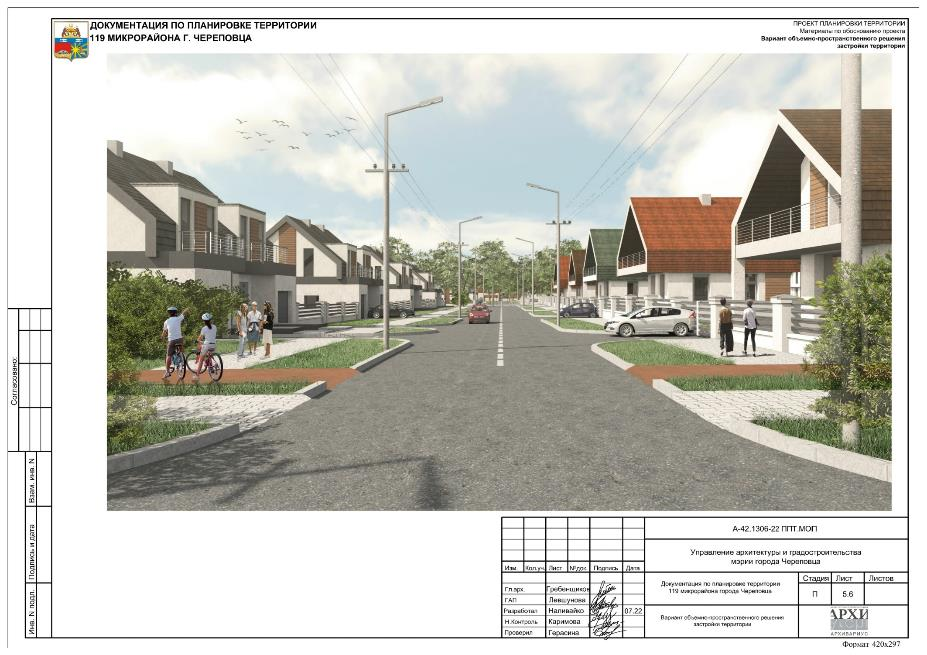 ДОКУМЕНТАЦИЯ ПО ПЛАНИРОВКЕ ТЕРРИТОРИИ
119 МИКРОРАЙОНА Г. ЧЕРЕПОВЦА
ПРОЕКТ ПЛАНИРОВКИ ТЕРРИТОРИИ
Материалы по обоснованию проекта
Вариант объемно-пространственного решения
застройки территории
Согласовано:
Взам. инв. N
Подпись и дата
Инв. N подл.
А-42.1306-22 ППТ.МОП
Управление архитектуры и градостроительства
мэрии города Череповца
Изм. Кол.уч. Лист №док. Подпись Дата
Документация по планировке территории
119 микрорайона города Череповца
Стадия Лист Листов
П 5.6
Гл.арх. Гребенщиков
ГАП Левшунова
Разработал Наливайко 07.22
Н.Контроль Каримова
Проверил Герасина
Вариант объемно-пространственного решения
застройки территории
АРХИ
АРХИВАРИУС
Формат 420x297